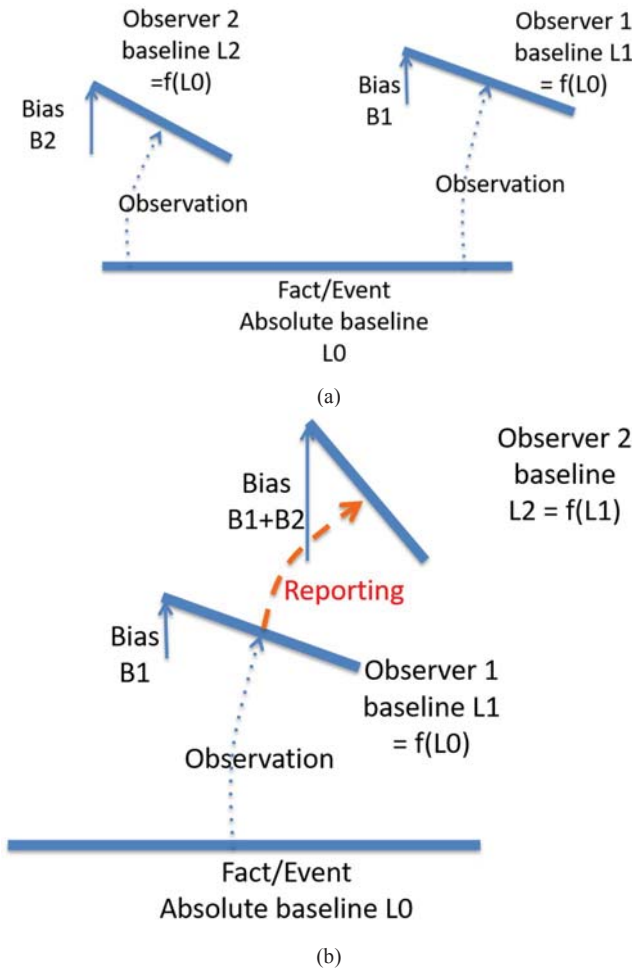 Observer 2
baseline L2
=f(L0)
Observer 1
baseline L1
= f(L0)
Bias
B2
Bias
B1
Observation
Observation
Fact/Event
Absolute baseline
L0
(a)
Observer 2
baseline
L2 = f(L1)
Bias
B1+B2
Reporting
Bias
B1
Observer 1
baseline L1
= f(L0)
Observation
Fact/Event
Absolute baseline L0
(b)